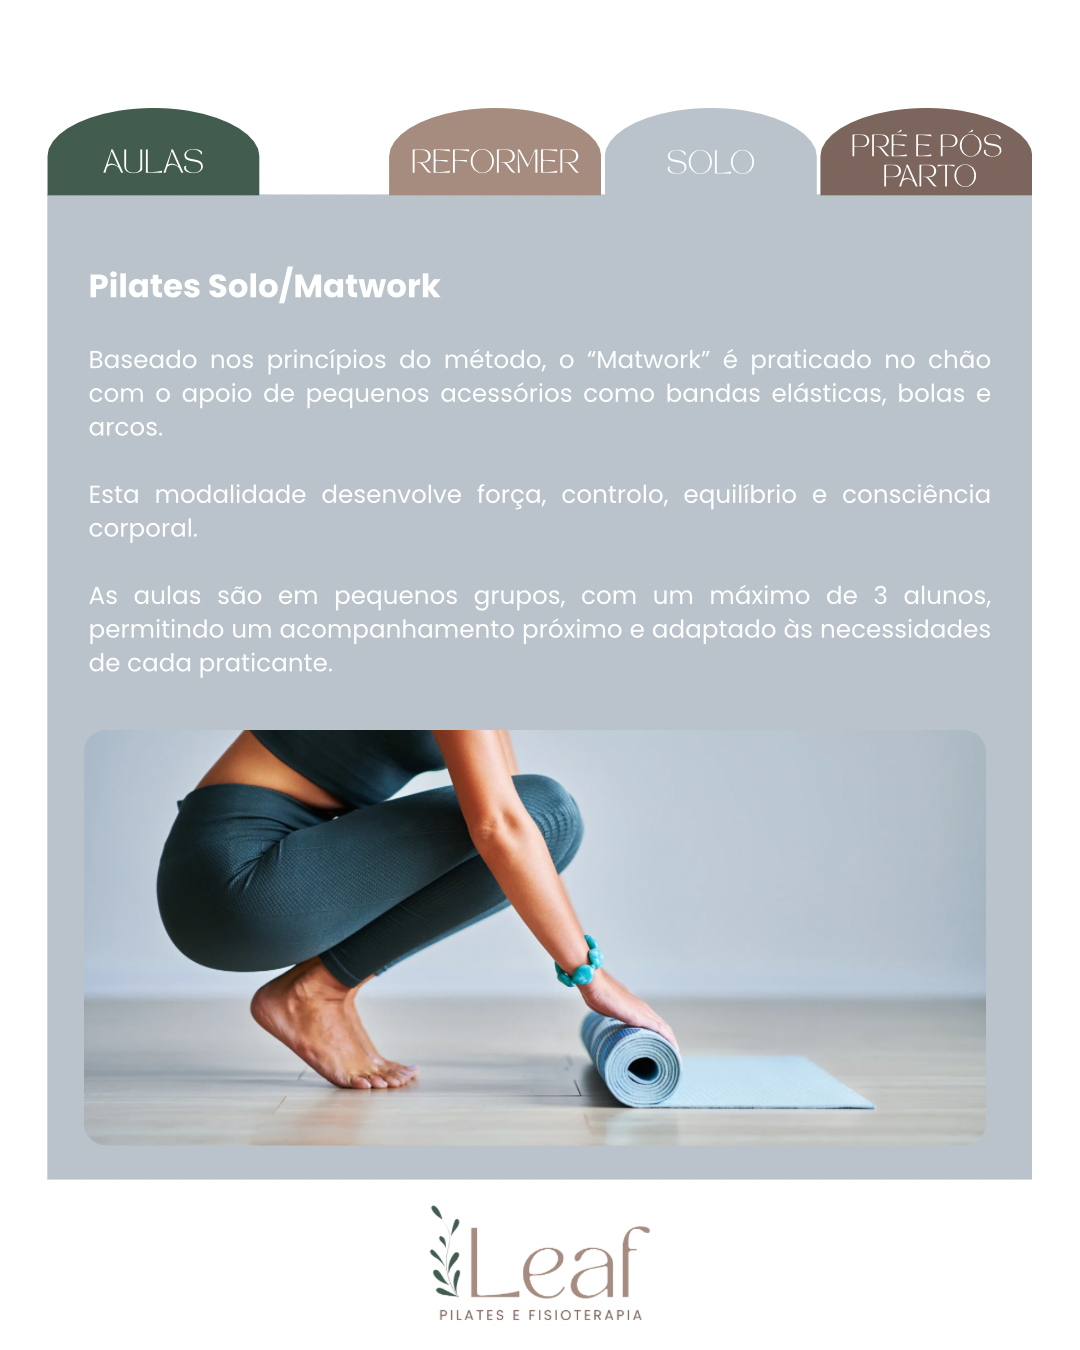 AULAS
REFORMER
SOLO
PRÉ E PÓS
PARTO
Pilates Solo/Matwork
Baseado nos princípios do método, o “Matwork” é praticado no chão
com o apoio de pequenos acessórios como bandas elásticas, bolas e
arcos.
Esta modalidade desenvolve força, controlo, equilíbrio e consciência
corporal.
As aulas são em pequenos grupos, com um máximo de 3 alunos,
permitindo um acompanhamento próximo e adaptado às necessidades
de cada praticante.
Leaf
PILATES E FISIOTERAPIA